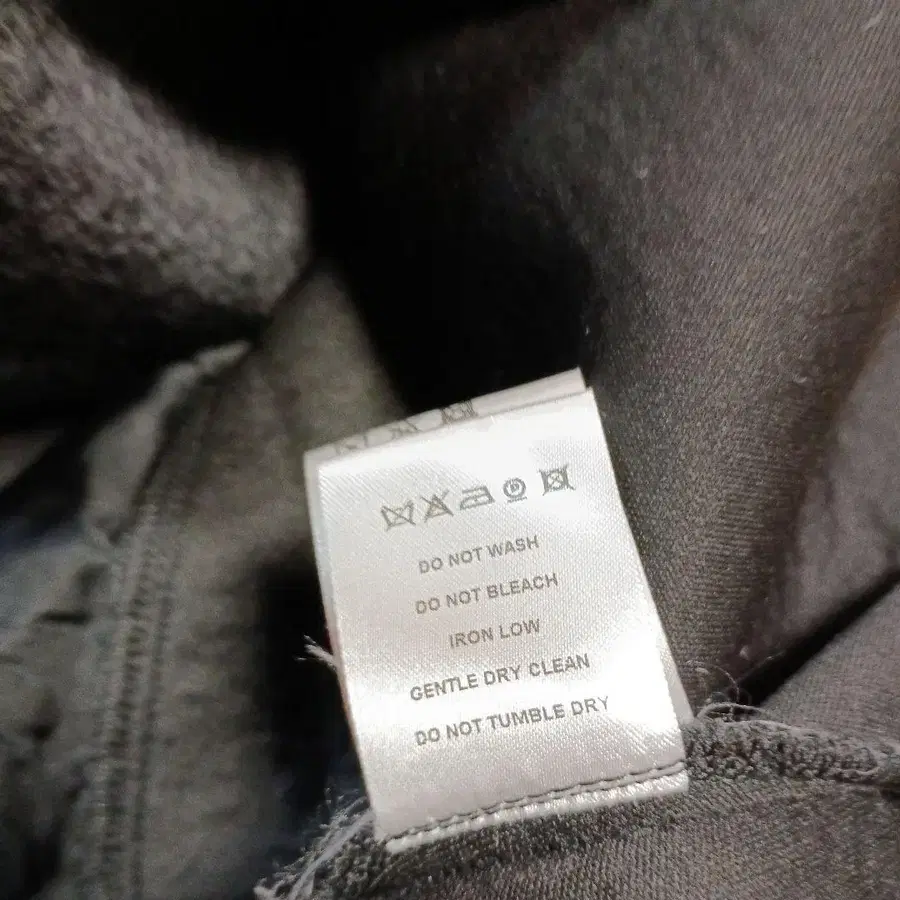 DO NOT WASH
DO NOT BLEACH
IRON LOW
GENTLE DRY CLEAN
DO NOT TUMBLE DRY